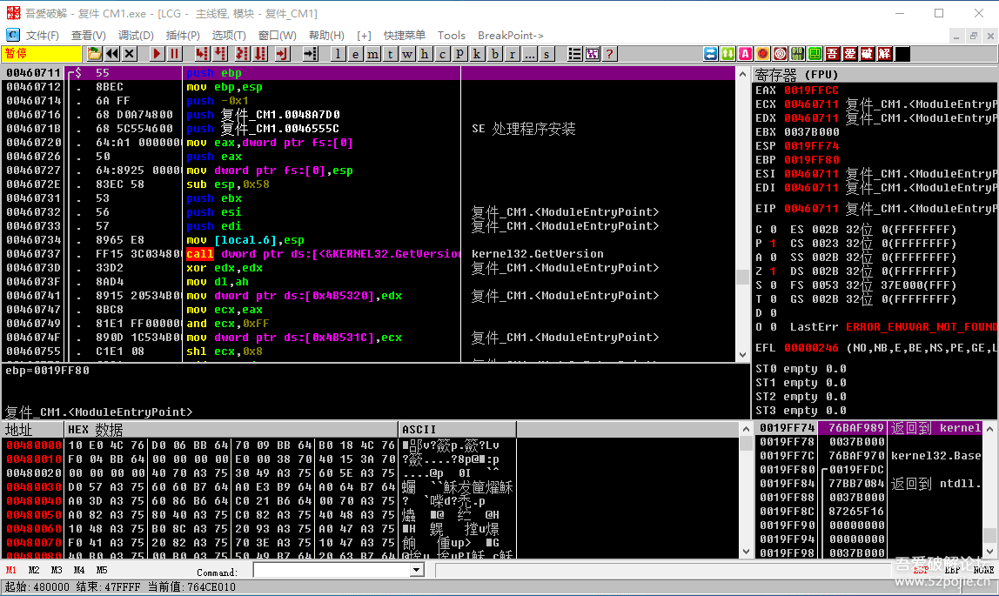 吾爱破解 - 复件 CM1.exe - [LCG - 主线程, 模块 - 复件_CM1]
文件(F) 查看(V) 调试(D) 插件(P) 选项(T) 窗口(W) 帮助(H) [+] 快捷菜单 Tools BreakPoint->
暂停 l e m t w h c P k b r ... s ? 吾 爱 破 解
00460711 $ 55 push ebp
00460712 . 8BEC mov ebp,esp
00460714 . 6A FF push -0x1
00460716 . 68 D0A74800 push 复件_CM1.0048A7D0
0046071B . 68 5C554600 push 复件_CM1.0046555C SE 处理程序安装
00460720 . 64:A1 000000 mov eax,dword ptr fs:[0]
00460726 . 50 push eax
00460727 . 64:8925 0000 mov dword ptr fs:[0],esp
0046072E . 83EC 58 sub esp,0x58
00460731 . 53 push ebx
00460732 . 56 push esi 复件_CM1.<ModuleEntryPoint>
00460733 . 57 push edi 复件_CM1.<ModuleEntryPoint>
00460734 . 8965 E8 mov [local.6],esp
00460737 . FF15 3C03480 call dword ptr ds:[<&KERNEL32.GetVersion kernel32.GetVersion
0046073D . 33D2 xor edx,edx 复件_CM1.<ModuleEntryPoint>
0046073F . 8AD4 mov dl,ah
00460741 . 8915 20534B0 mov dword ptr ds:[0x4B5320],edx 复件_CM1.<ModuleEntryPoint>
00460747 . 8BC8 mov ecx,eax
00460749 . 81E1 FF00000 and ecx,0xFF
0046074F . 890D 1C534B0 mov dword ptr ds:[0x4B531C],ecx 复件_CM1.<ModuleEntryPoint>
00460755 . C1E1 08 shl ecx,0x8
ebp=0019FF80
复件_CM1.<ModuleEntryPoint>
寄存器 (FPU)
EAX 0019FFCC
ECX 00460711 复件_CM1.<ModuleEntryP
EDX 00460711 复件_CM1.<ModuleEntryP
EBX 0037B000
ESP 0019FF74
EBP 0019FF80
ESI 00460711 复件_CM1.<ModuleEntryP
EDI 00460711 复件_CM1.<ModuleEntryP
EIP 00460711 复件_CM1.<ModuleEntryP
C 0 ES 002B 32位 0(FFFFFFFF)
P 1 CS 0023 32位 0(FFFFFFFF)
A 0 SS 002B 32位 0(FFFFFFFF)
Z 1 DS 002B 32位 0(FFFFFFFF)
S 0 FS 0053 32位 37E000(FFF)
T 0 GS 002B 32位 0(FFFFFFFF)
D 0
O 0 LastErr ERROR_ENVVAR_NOT_FOUND
EFL 00000246 (NO,NB,E,BE,NS,PE,GE,L
ST0 empty 0.0
ST1 empty 0.0
ST2 empty 0.0
ST3 empty 0.0
地址 HEX 数据 ASCII
00480000 10 E0 4C 76 D0 06 BB 64 70 09 BB 64 B0 18 4C 76
00480010 F0 04 BB 64 00 00 00 00 E0 00 38 70 40 15 3A 70
00480020 00 00 00 00 40 70 A3 75 30 49 A3 75 60 5E A3 75
00480030 D0 57 A3 75 60 60 B7 64 A0 E3 B9 64 A0 64 B7 64
00480040 A0 3D A3 75 60 86 B6 64 C0 21 B6 64 00 70 A3 75
00480050 A0 82 A3 75 80 40 A3 75 C0 82 A3 75 40 48 A3 75
00480060 10 48 A3 75 B0 8C A3 75 20 93 A3 75 A0 47 A3 75
00480070 F0 41 A3 75 20 82 A3 75 70 3E A3 75 10 47 A3 75
00480080 40 B0 A3 75 00 B0 A3 75 50 49 B7 64 20 63 B7 64
0019FF74 76BAF989 返回到 kernel
0019FF78 0037B000
0019FF7C 76BAF970 kernel32.Base
0019FF80 0019FFDC
0019FF84 77BB7084 返回到 ntdll.
0019FF88 0037B000
0019FF8C 87265F16
0019FF90 00000000
0019FF94 00000000
0019FF98 0037B000
M1 M2 M3 M4 M5 Command: ESP EBP NONE
起始: 480000 结束: 47FFFF 当前值: 764CE010
吾爱破解论坛
www.52pojie.cn